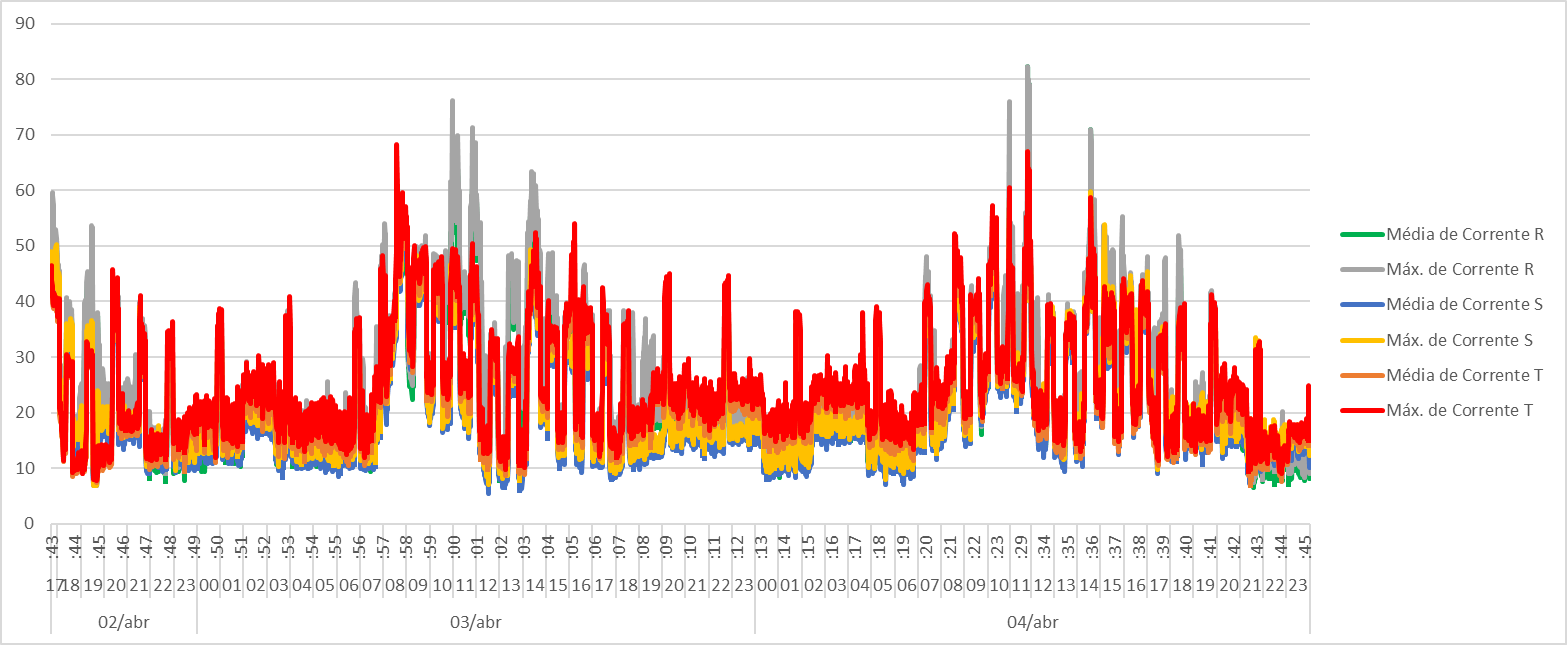 90
80
70
60
50
40
30
20
10
0
:43 :44 :45 :46 :47 :48 :49 :50 :51 :52 :53 :54 :55 :56 :57 :58 :59 :00 :01 :02 :03 :04 :05 :06 :07 :08 :09 :10 :11 :12 :13 :14 :15 :16 :17 :18 :19 :20 :21 :22 :23 :29 :34 :35 :36 :37 :38 :39 :40 :41 :42 :43 :44 :45
17 18 19 20 21 22 23 00 01 02 03 04 05 06 07 08 09 10 11 12 13 14 15 16 17 18 19 20 21 22 23 00 01 02 03 04 05 06 07 08 09 10 11 12 13 14 15 16 17 18 19 20 21 22 23
02/abr 03/abr 04/abr
Média de Corrente R
Máx. de Corrente R
Média de Corrente S
Máx. de Corrente S
Média de Corrente T
Máx. de Corrente T